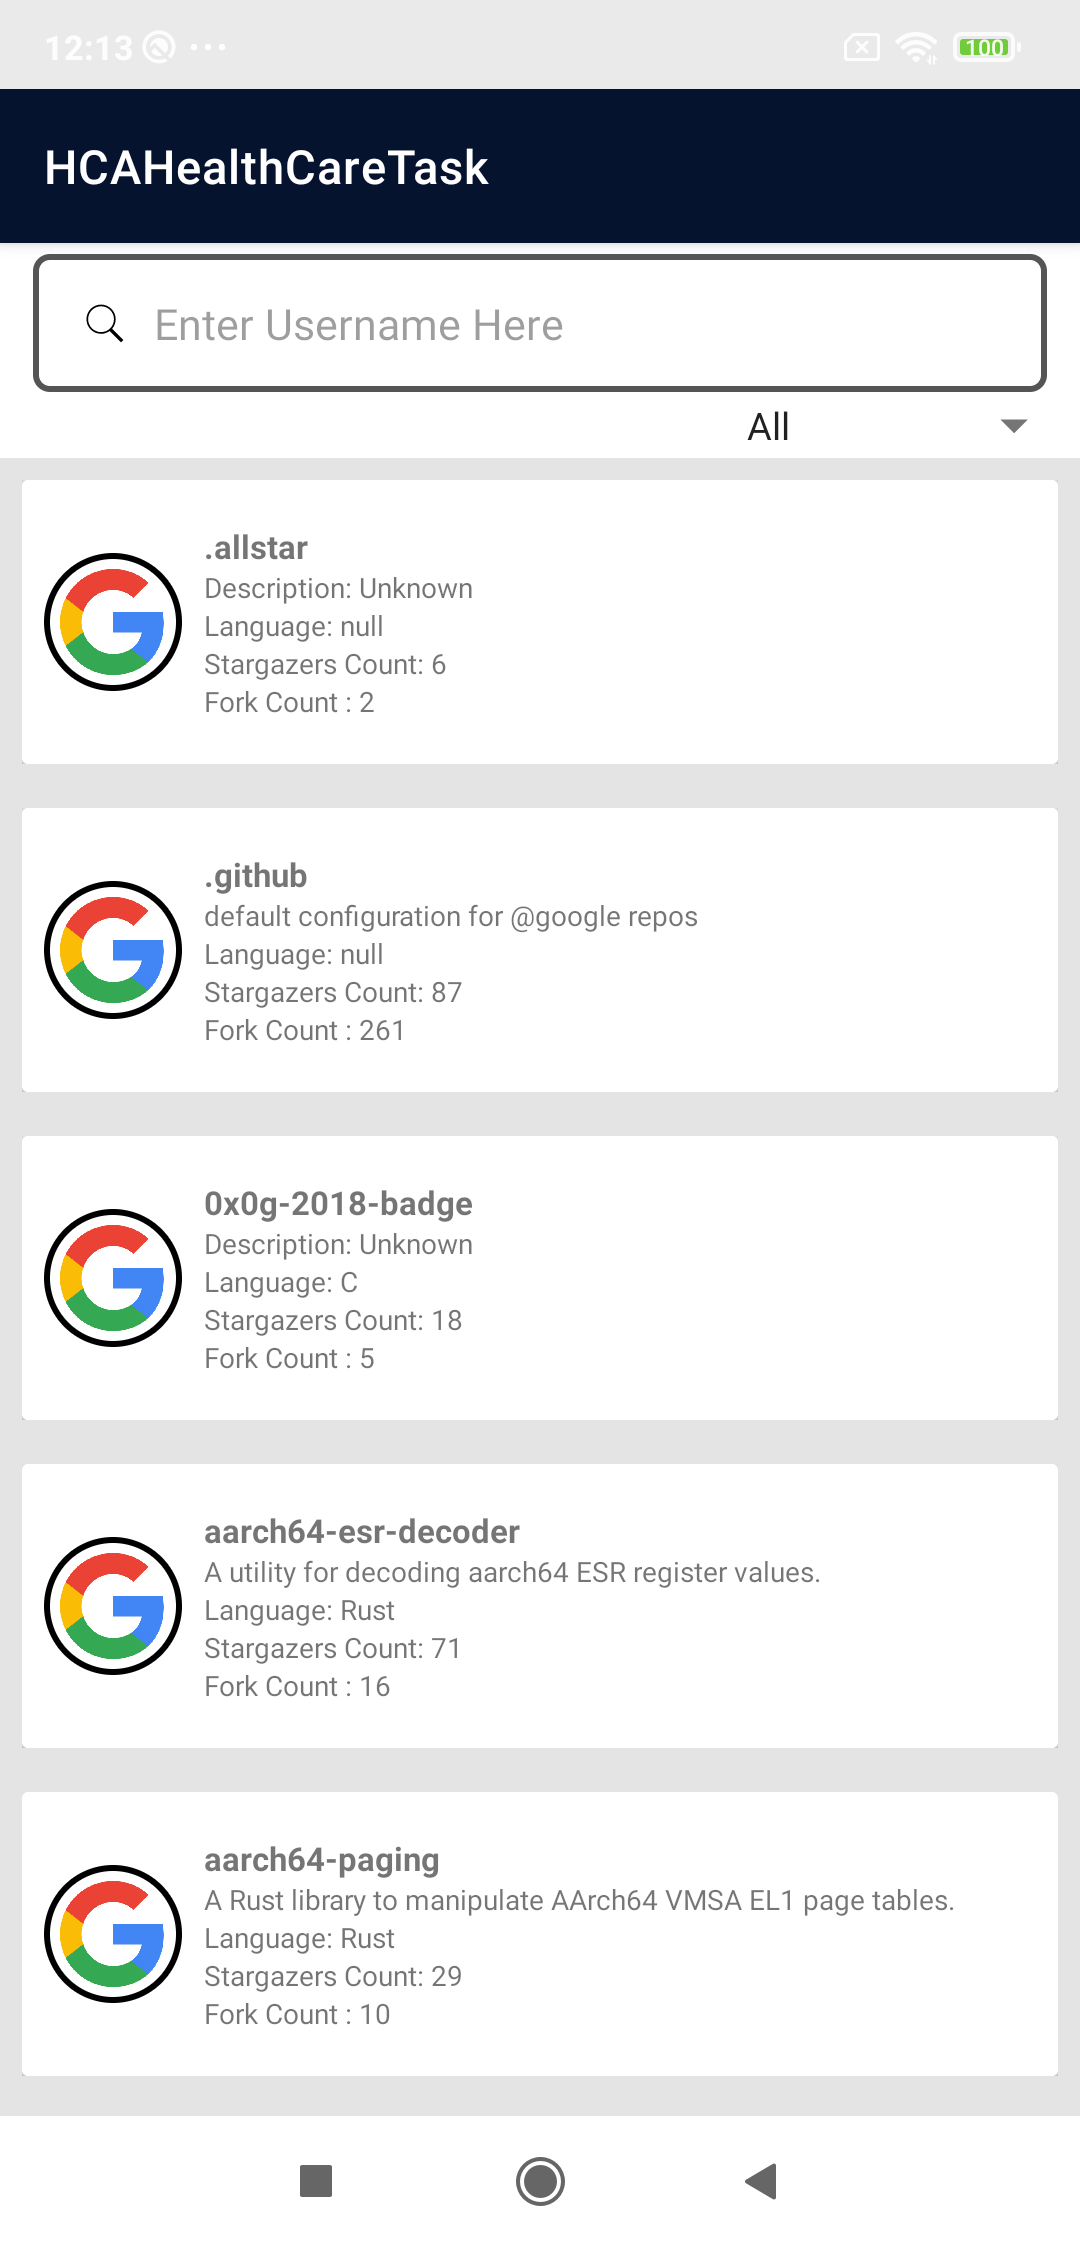 12:13
100
HCAHealthCareTask
Enter Username Here
All
.allstar
Description: Unknown
Language: null
Stargazers Count: 6
Fork Count : 2
.github
default configuration for @google repos
Language: null
Stargazers Count: 87
Fork Count : 261
0x0g-2018-badge
Description: Unknown
Language: C
Stargazers Count: 18
Fork Count : 5
aarch64-esr-decoder
A utility for decoding aarch64 ESR register values.
Language: Rust
Stargazers Count: 71
Fork Count : 16
aarch64-paging
A Rust library to manipulate AArch64 VMSA EL1 page tables.
Language: Rust
Stargazers Count: 29
Fork Count : 10